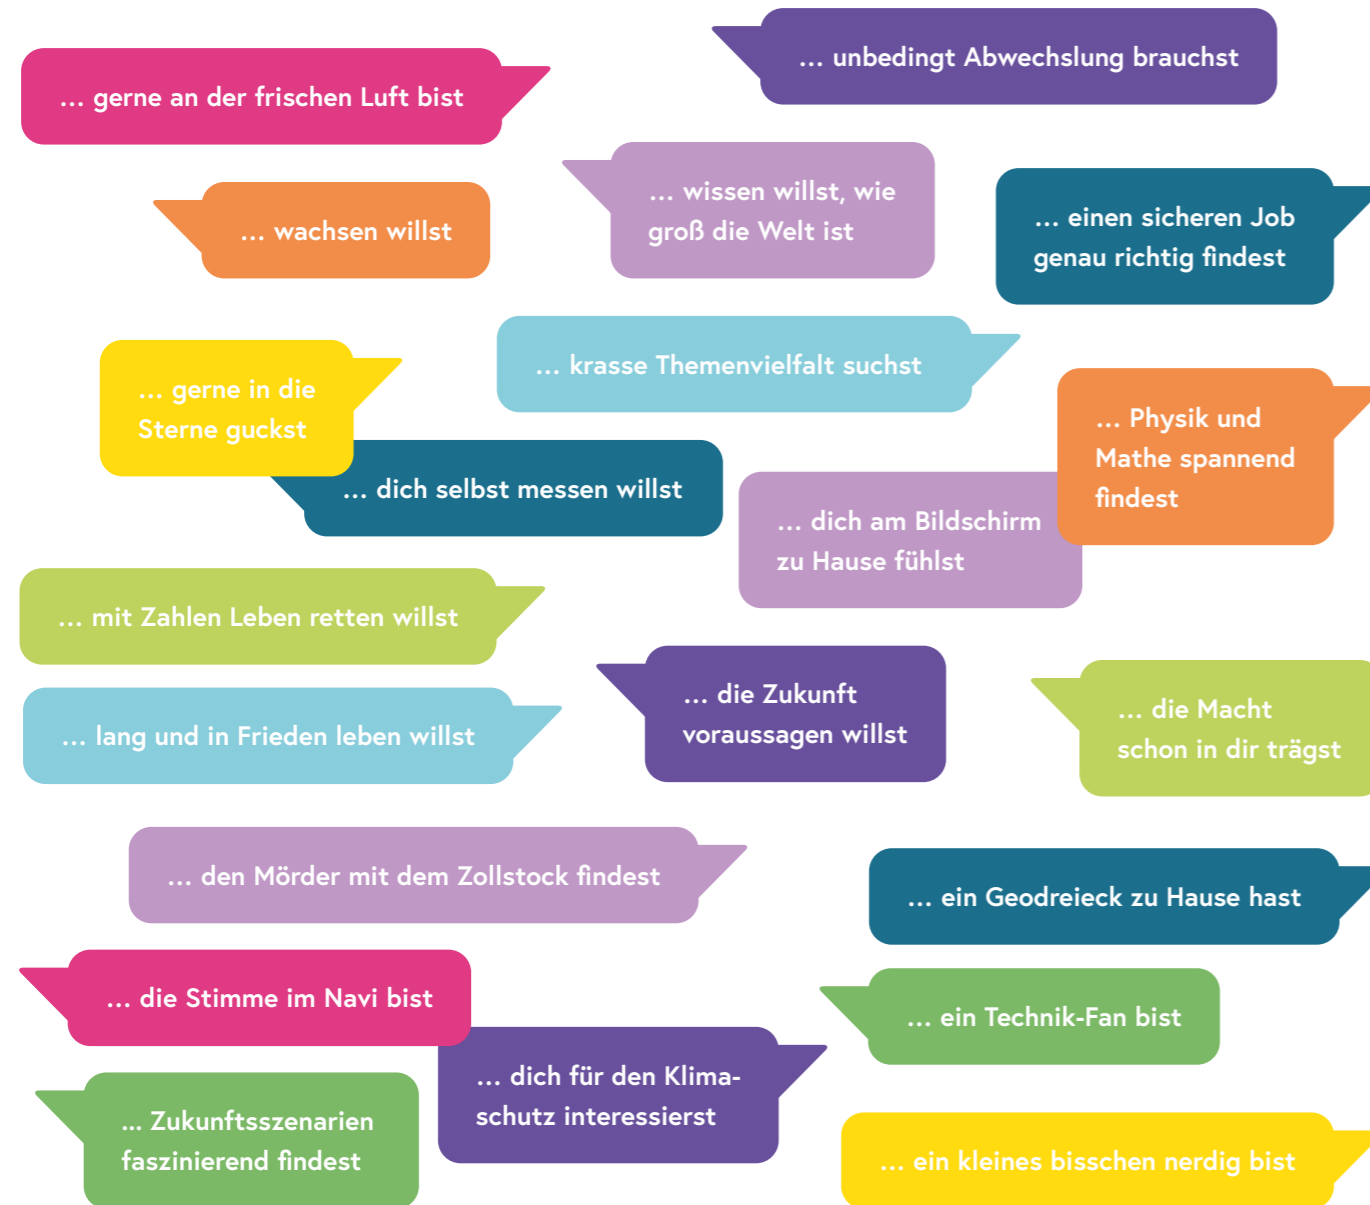 … unbedingt Abwechslung brauchst
… gerne an der frischen Luft bist
… wissen willst, wie
groß die Welt ist
… wachsen willst
… einen sicheren Job
genau richtig findest
… krasse Themenvielfalt suchst
… gerne in die
Sterne guckst
… Physik und
Mathe spannend
findest
… dich selbst messen willst
… dich am Bildschirm
zu Hause fühlst
… mit Zahlen Leben retten willst
… die Zukunft
voraussagen willst
… die Macht
schon in dir trägst
… lang und in Frieden leben willst
… den Mörder mit dem Zollstock findest
… ein Geodreieck zu Hause hast
… die Stimme im Navi bist
… ein Technik-Fan bist
… dich für den Klima-
schutz interessierst
... Zukunftsszenarien
faszinierend findest
… ein kleines bisschen nerdig bist